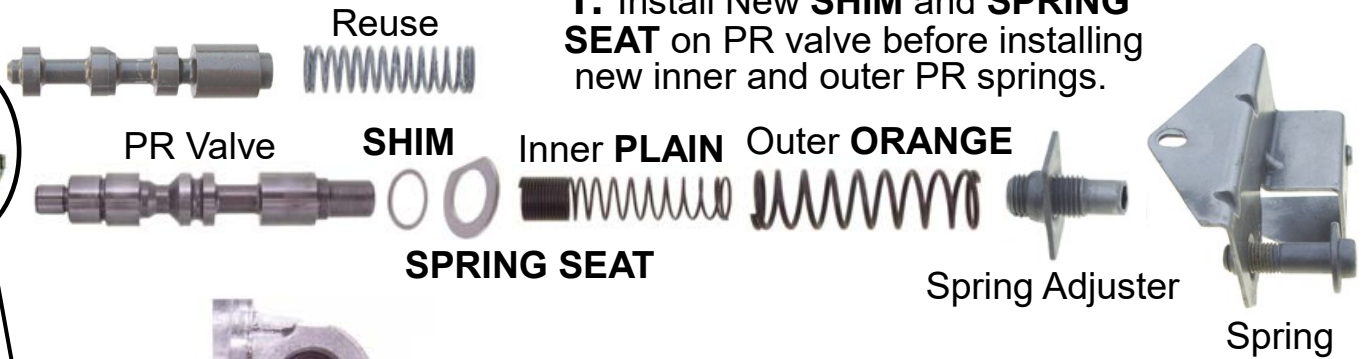 Reuse
1. Install New SHIM and SPRING
SEAT on PR valve before installing
new inner and outer PR springs.
PR Valve
SHIM
Inner PLAIN
Outer ORANGE
SPRING SEAT
Spring Adjuster
Spring